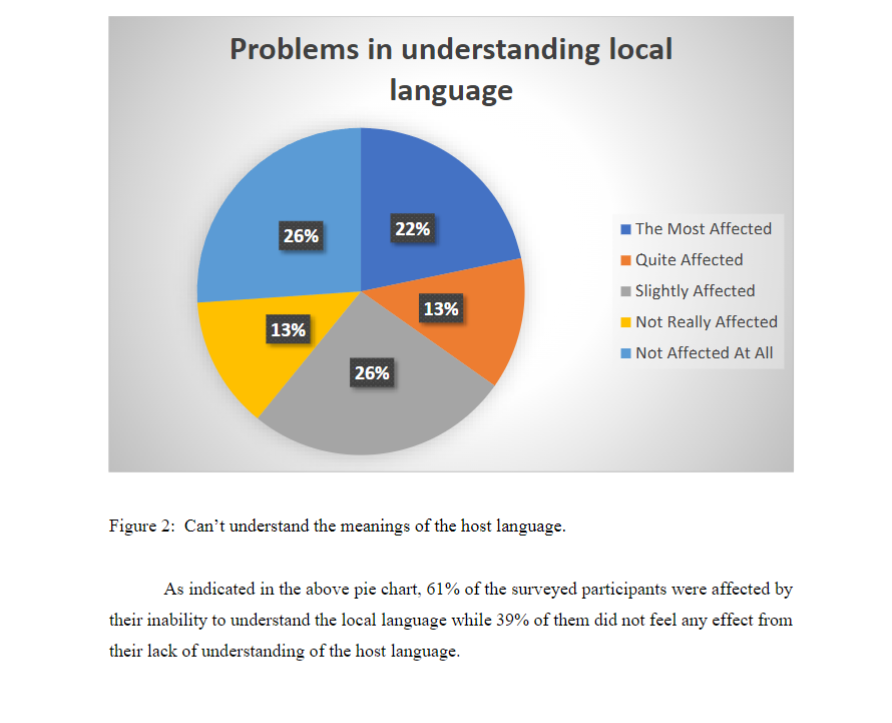 Problems in understanding local
language
26%
22%
13%
13%
26%
The Most Affected
Quite Affected
Slightly Affected
Not Really Affected
Not Affected At All
Figure 2:  Can’t understand the meanings of the host language.
As indicated in the above pie chart, 61% of the surveyed participants were affected by
their inability to understand the local language while 39% of them did not feel any effect from
their lack of understanding of the host language.